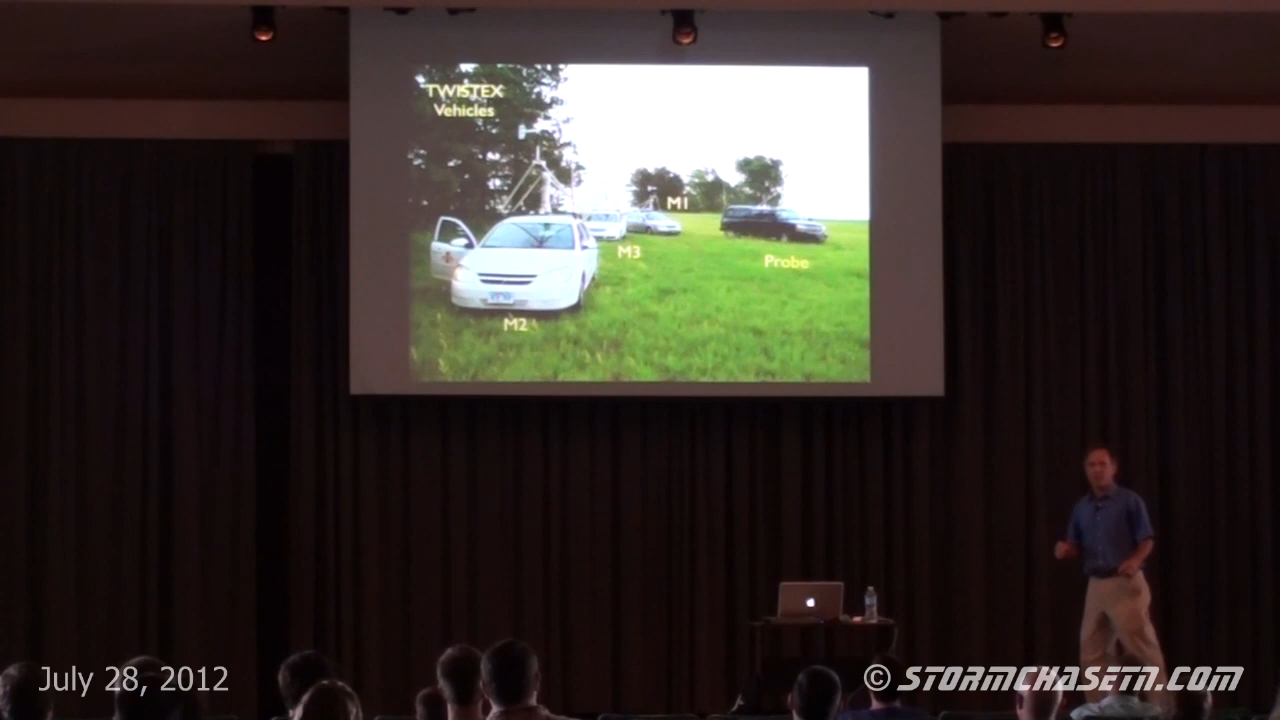 TWISTEX
Vehicles
M1
M3
Probe
M2
July 28, 2012
© STORMCHASETN.COM